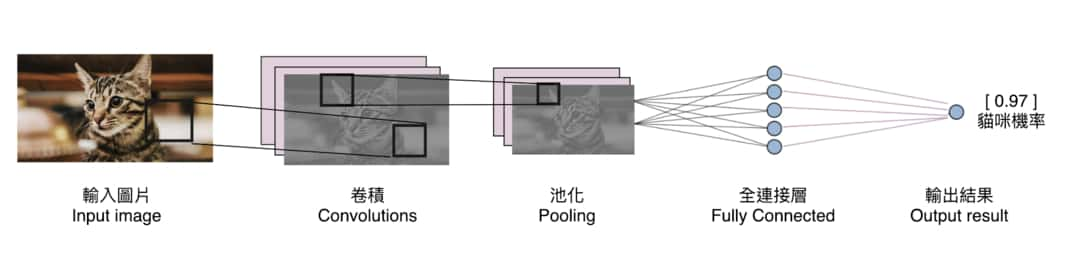 [ 0.97 ]
貓咪機率
輸入圖片
Input image
卷積
Convolutions
池化
Pooling
全連接層
Fully Connected
輸出結果
Output result